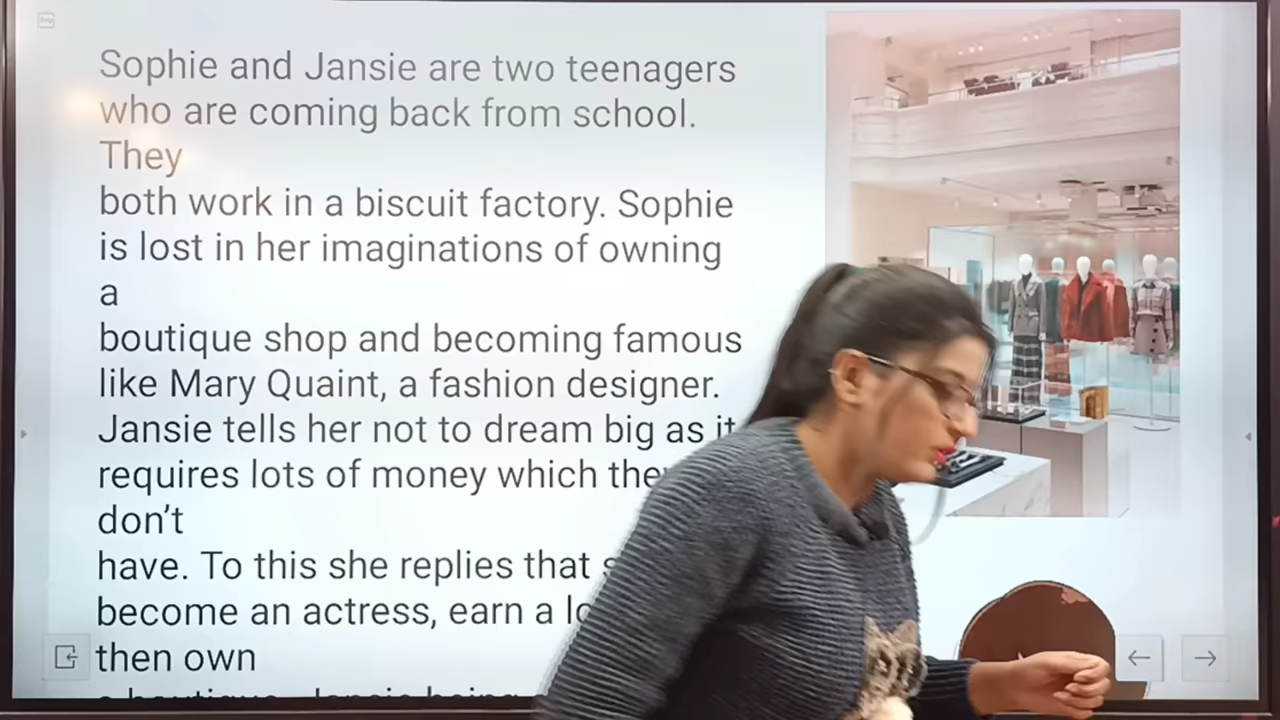 Sophie and Jansie are two teenagers
who are coming back from school.
They
both work in a biscuit factory. Sophie
is lost in her imaginations of owning
a
boutique shop and becoming famous
like Mary Quaint, a fashion designer.
Jansie tells her not to dream big as it
requires lots of money which they
don't
have. To this she replies that
become an actress, earn a
then own
a boutique. Jansie being